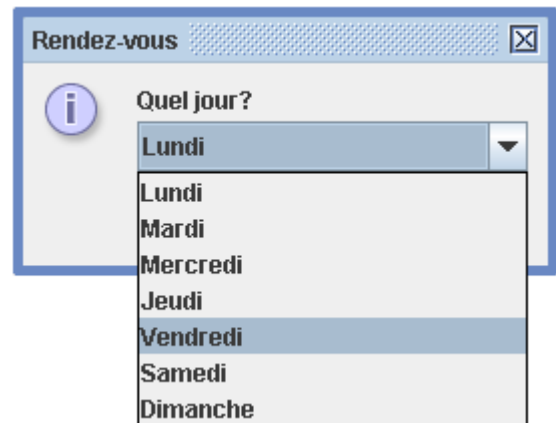 Rendez-vous
Quel jour?
Lundi
Lundi
Mardi
Mercredi
Jeudi
Vendredi
Samedi
Dimanche